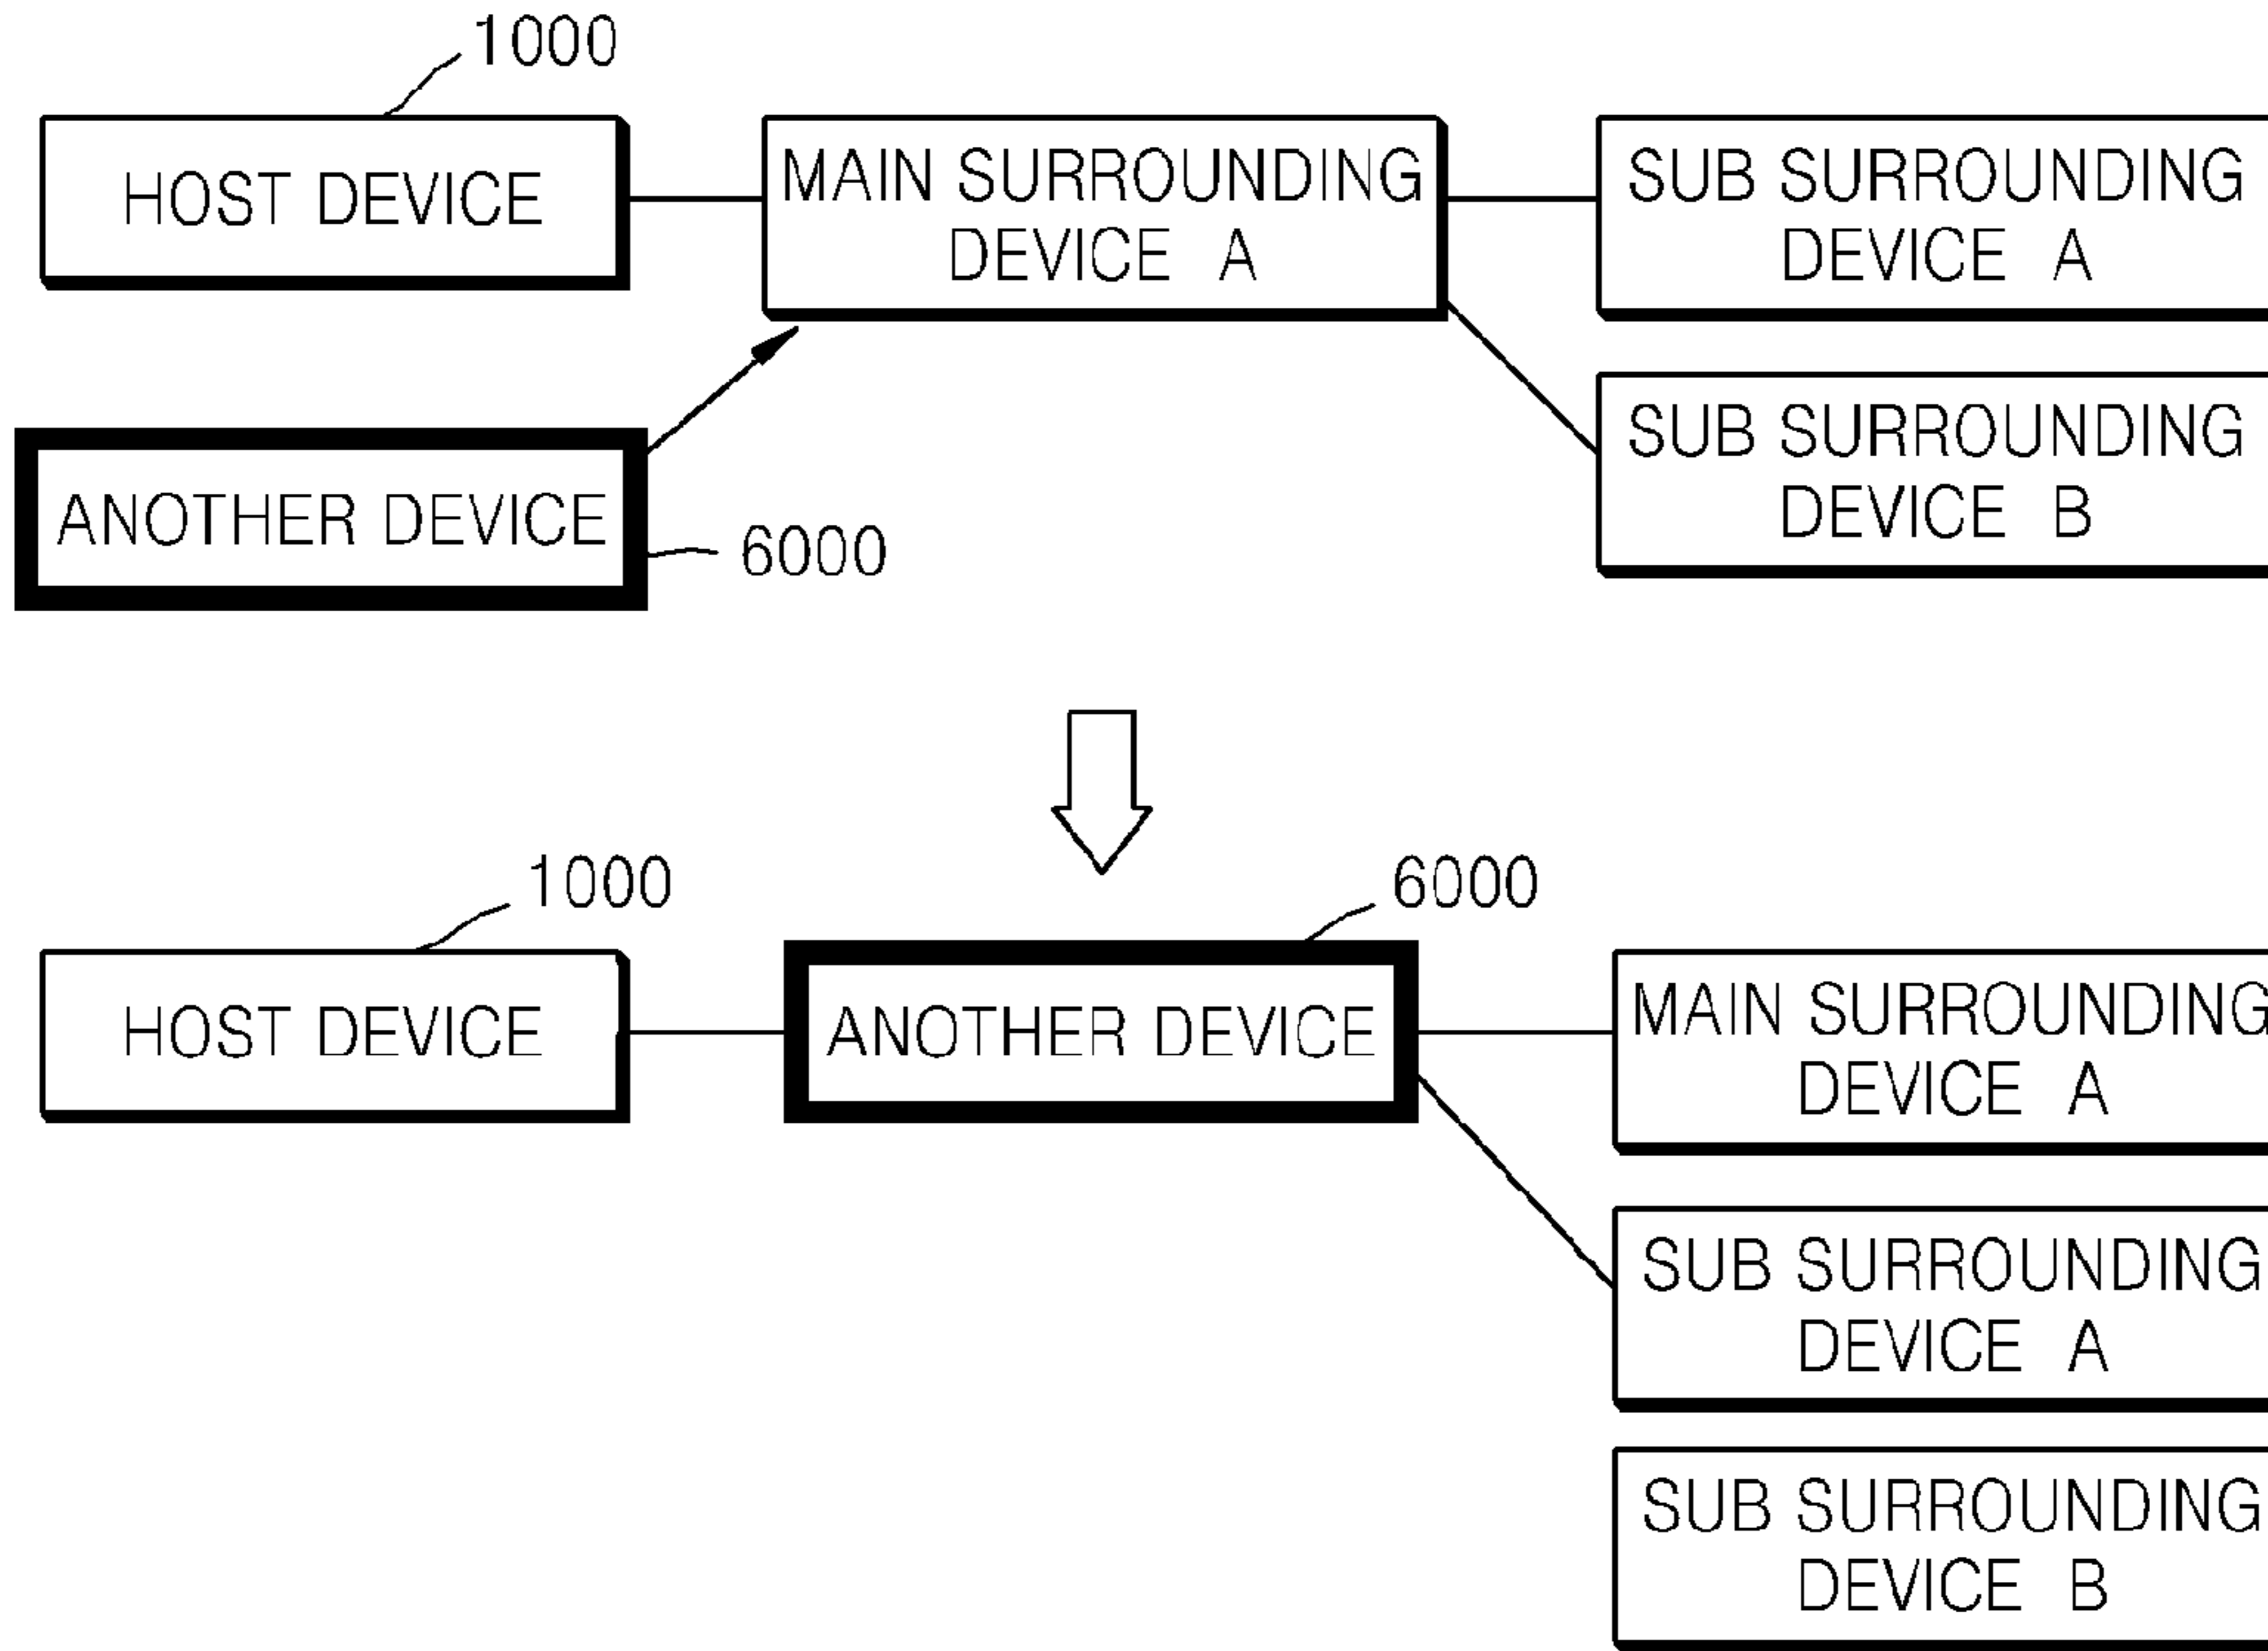 1000
HOST DEVICE
MAIN SURROUNDING
DEVICE A
SUB SURROUNDING
DEVICE A
ANOTHER DEVICE
6000
SUB SURROUNDING
DEVICE B
1000
6000
HOST DEVICE
ANOTHER DEVICE
MAIN SURROUNDING
DEVICE A
SUB SURROUNDING
DEVICE A
SUB SURROUNDING
DEVICE B